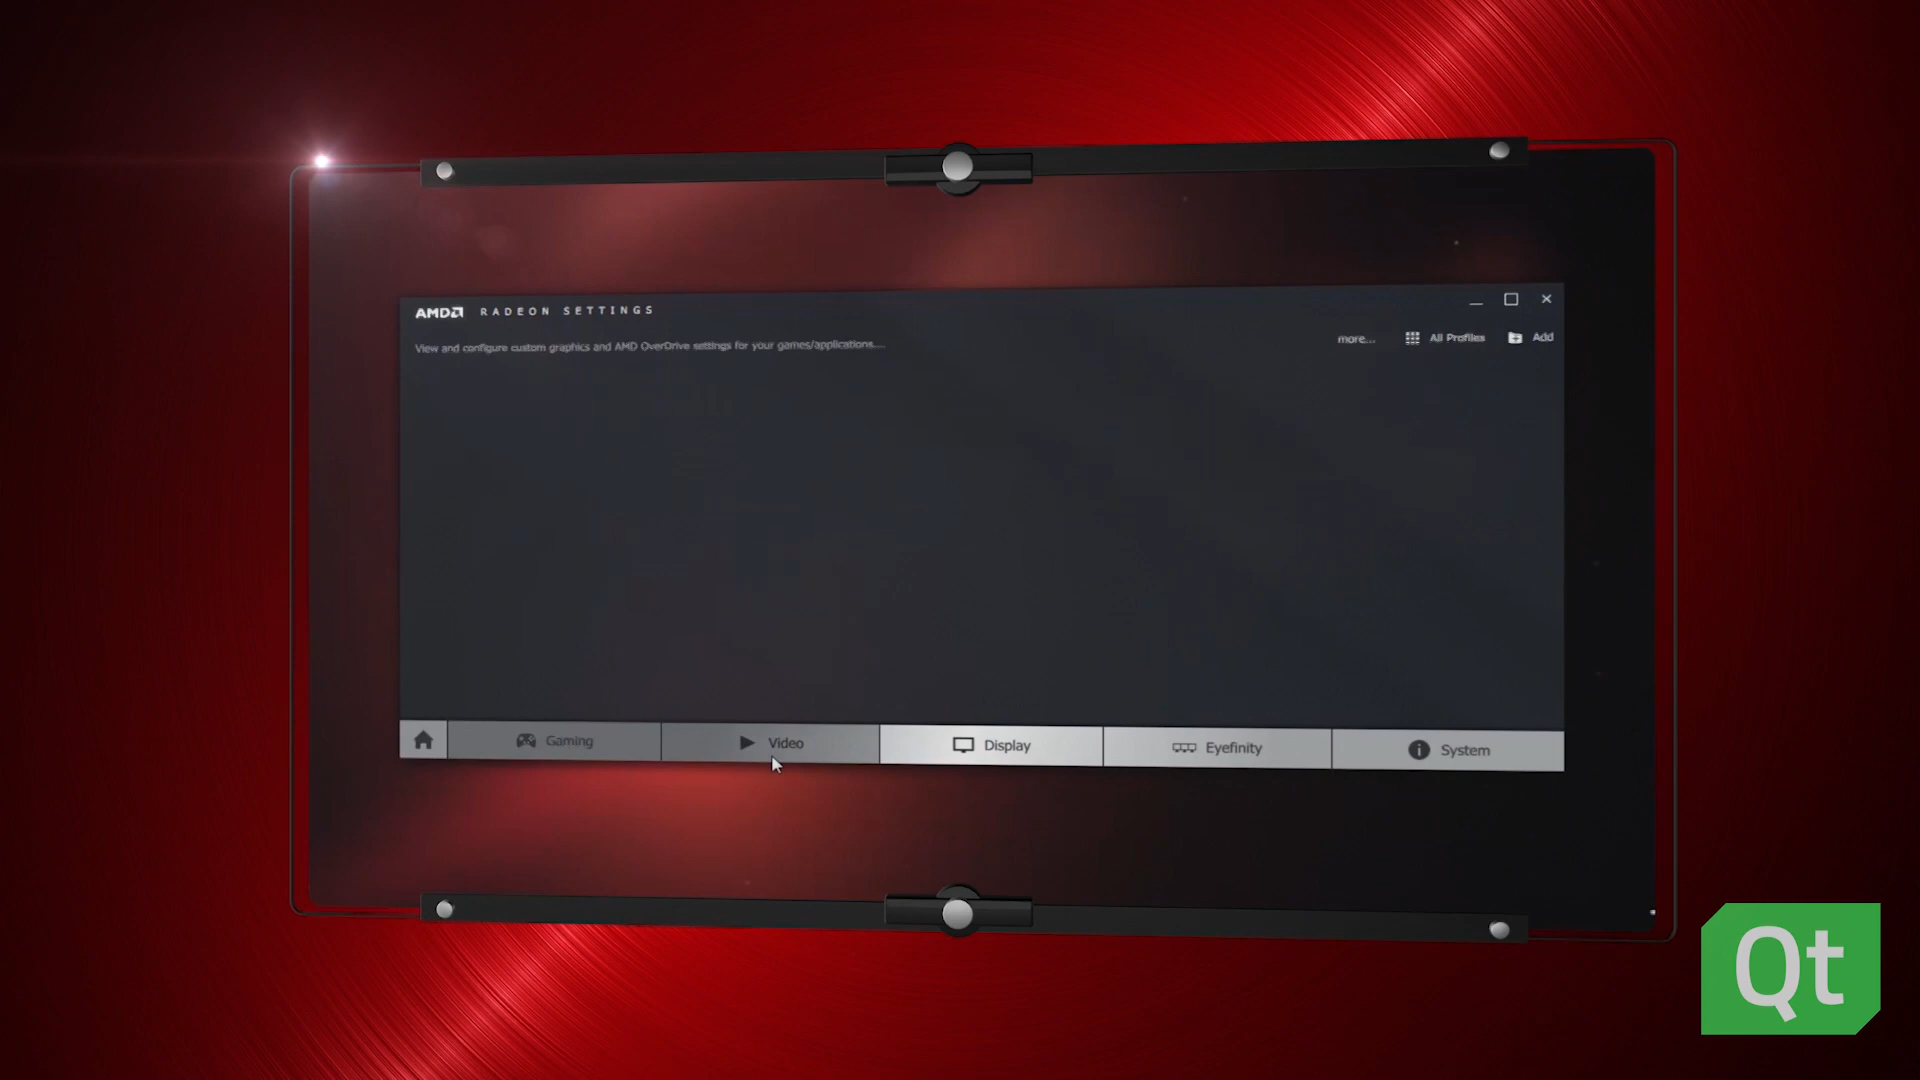 AMD RADEON SETTINGS
View and configure custom graphics and AMD OverDrive settings for your games/applications....
more... All Profiles Add
Gaming Video Display Eyefinity System
Qt